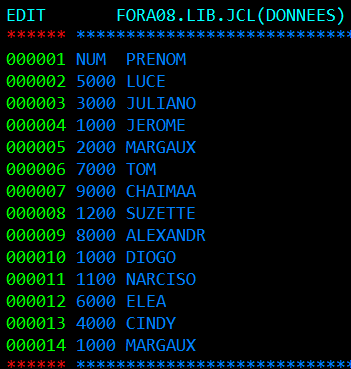 EDIT       FORA08.LIB.JCL(DONNEES)
****** ***************************
000001 NUM  PRENOM
000002 5000 LUCE
000003 3000 JULIANO
000004 1000 JEROME
000005 2000 MARGAUX
000006 7000 TOM
000007 9000 CHAIMAA
000008 1200 SUZETTE
000009 8000 ALEXANDR
000010 1000 DIOGO
000011 1100 NARCISO
000012 6000 ELEA
000013 4000 CINDY
000014 1000 MARGAUX
****** ***************************